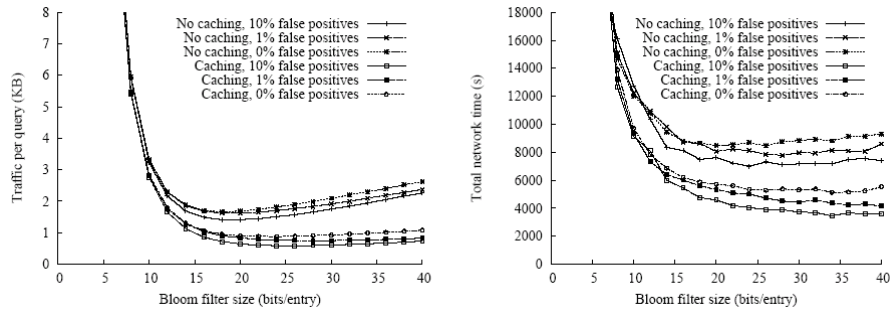 8
7
6
5
4
3
2
1
0
Traffic per query (KB)
No caching, 10% false positives
No caching, 1% false positives
No caching, 0% false positives
Caching, 10% false positives
Caching, 1% false positives
Caching, 0% false positives
0 5 10 15 20 25 30 35 40
Bloom filter size (bits/entry)
18000
16000
14000
12000
10000
8000
6000
4000
2000
0
Total network time (s)
No caching, 10% false positives
No caching, 1% false positives
No caching, 0% false positives
Caching, 10% false positives
Caching, 1% false positives
Caching, 0% false positives
0 5 10 15 20 25 30 35 40
Bloom filter size (bits/entry)